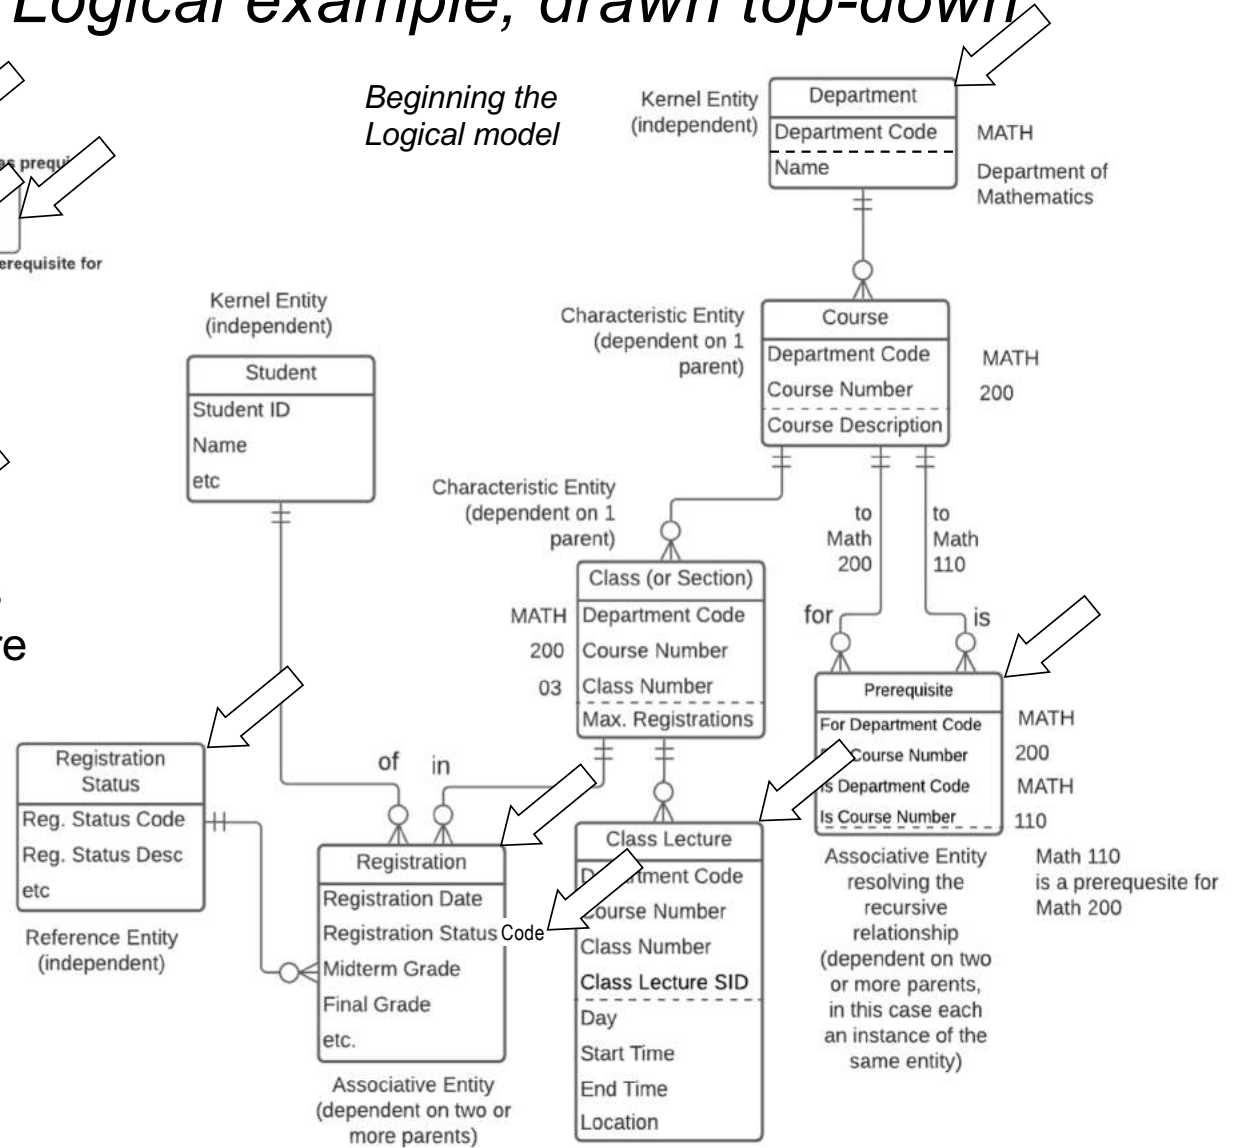 Logical example, drawn top-down
Beginning the
Logical model
Kernel Entity
(independent)
Department
Department Code
Name
MATH
Department of
Mathematics
as prequi
erequisite for
re
Kernel Entity
(independent)
Student
Student ID
Name
etc
Characteristic Entity
(dependent on 1
parent)
Course
Department Code
Course Number
Course Description
MATH
200
Characteristic Entity
(dependent on 1
parent)
to
Math
200
to
Math
110
for
is
Class (or Section)
MATH Department Code
200 Course Number
03 Class Number
Max. Registrations
Prerequisite
For Department Code
Course Number
Is Department Code
Is Course Number
MATH
200
MATH
110
Associative Entity
resolving the
recursive
relationship
(dependent on two
or more parents,
in this case each
an instance of the
same entity)
Math 110
is a prerequesite for
Math 200
of
in
Registration
Status
Reg. Status Code
Reg. Status Desc
etc
Reference Entity
(independent)
Registration
Registration Date
Registration Status Code
Midterm Grade
Final Grade
etc.
Associative Entity
(dependent on two or
more parents)
Class Lecture
Course Number
Class Number
Class Lecture SID
Day
Start Time
End Time
Location